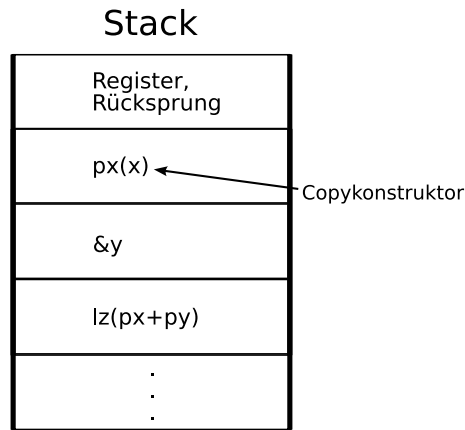 Stack
Register,
Rücksprung
px(x)
Copykonstruktor
&y
lz(px+py)